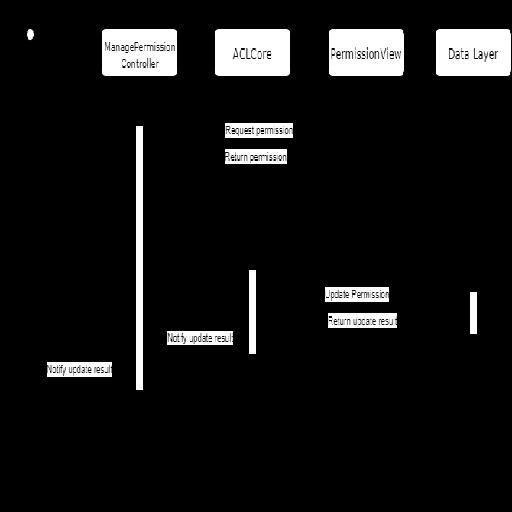 ManagePermission
Controller
ACLCore
PermissionView
Data Layer
Request permission
Return permission
Update Permission
Return update result
Notify update result
Notify update result